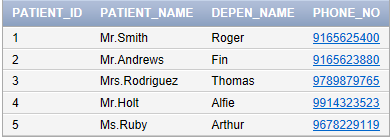 PATIENT_ID PATIENT_NAME DEPEN_NAME PHONE_NO
1 Mr.Smith Roger 9165625400
2 Mr.Andrews Fin 9165623880
3 Mrs.Rodriguez Thomas 9789879765
4 Mr.Holt Alfie 9914323523
5 Ms.Ruby Arthur 9678229119